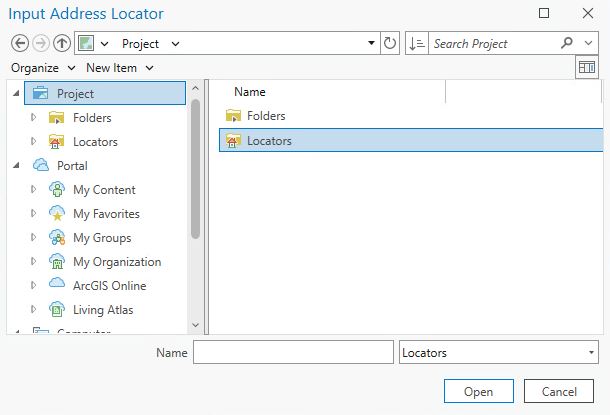 Input Address Locator
Project
Search Project
Organize New Item
Project
Folders
Locators
Portal
My Content
My Favorites
My Groups
My Organization
ArcGIS Online
Living Atlas
Computer
Name
Folders
Locators
Name
Locators
Open Cancel